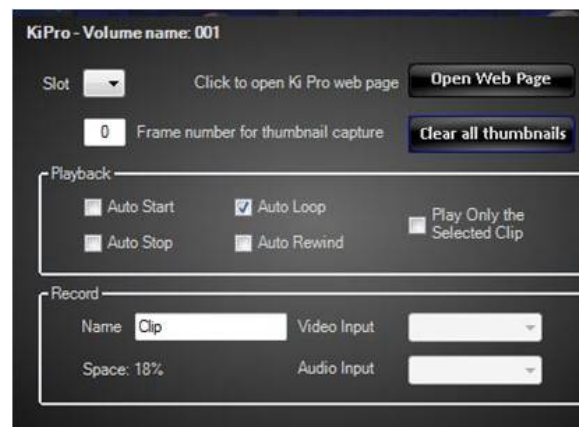 KiPro - Volume name: 001
Slot
Click to open Ki Pro web page
Open Web Page
0
Frame number for thumbnail capture
Clear all thumbnails
Playback
Auto Start
Auto Loop
Play Only the
Selected Clip
Auto Stop
Auto Rewind
Record
Name
Clip
Video Input
Space: 18%
Audio Input